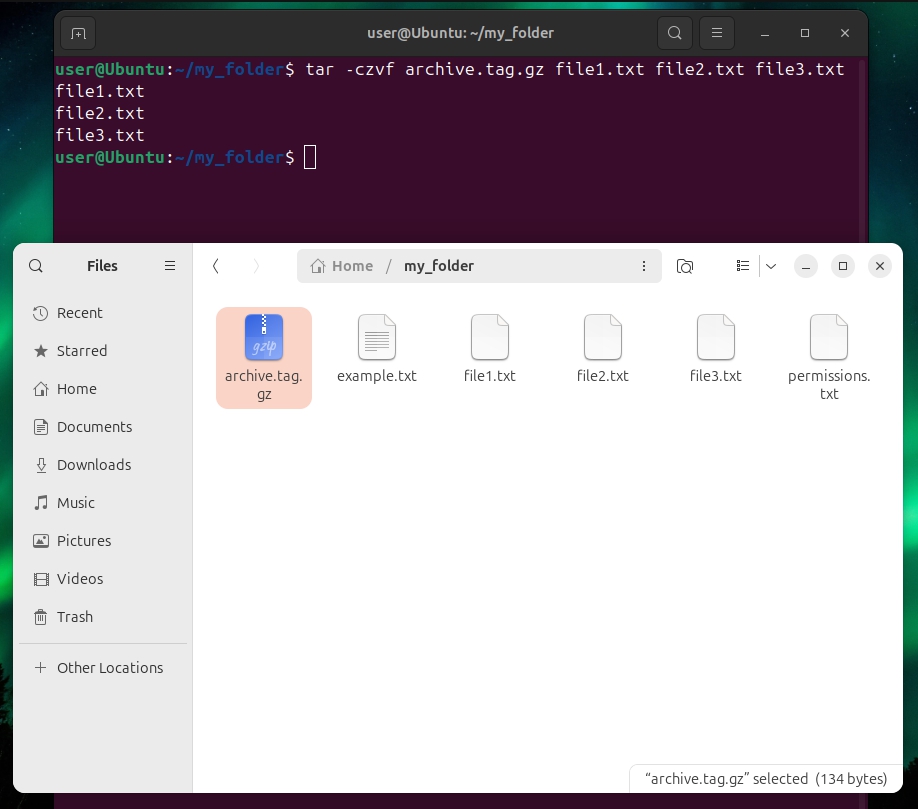 user@Ubuntu: ~/my_folder
user@Ubuntu:~/my_folder$ tar -czvf archive.tag.gz file1.txt file2.txt file3.txt
file1.txt
file2.txt
file3.txt
user@Ubuntu:~/my_folder$
Files
Home / my_folder
Recent
Starred
Home
Documents
Downloads
Music
Pictures
Videos
Trash
Other Locations
gzip
archive.tag.
gz
example.txt
file1.txt
file2.txt
file3.txt
permissions.
txt
“archive.tag.gz” selected (134 bytes)